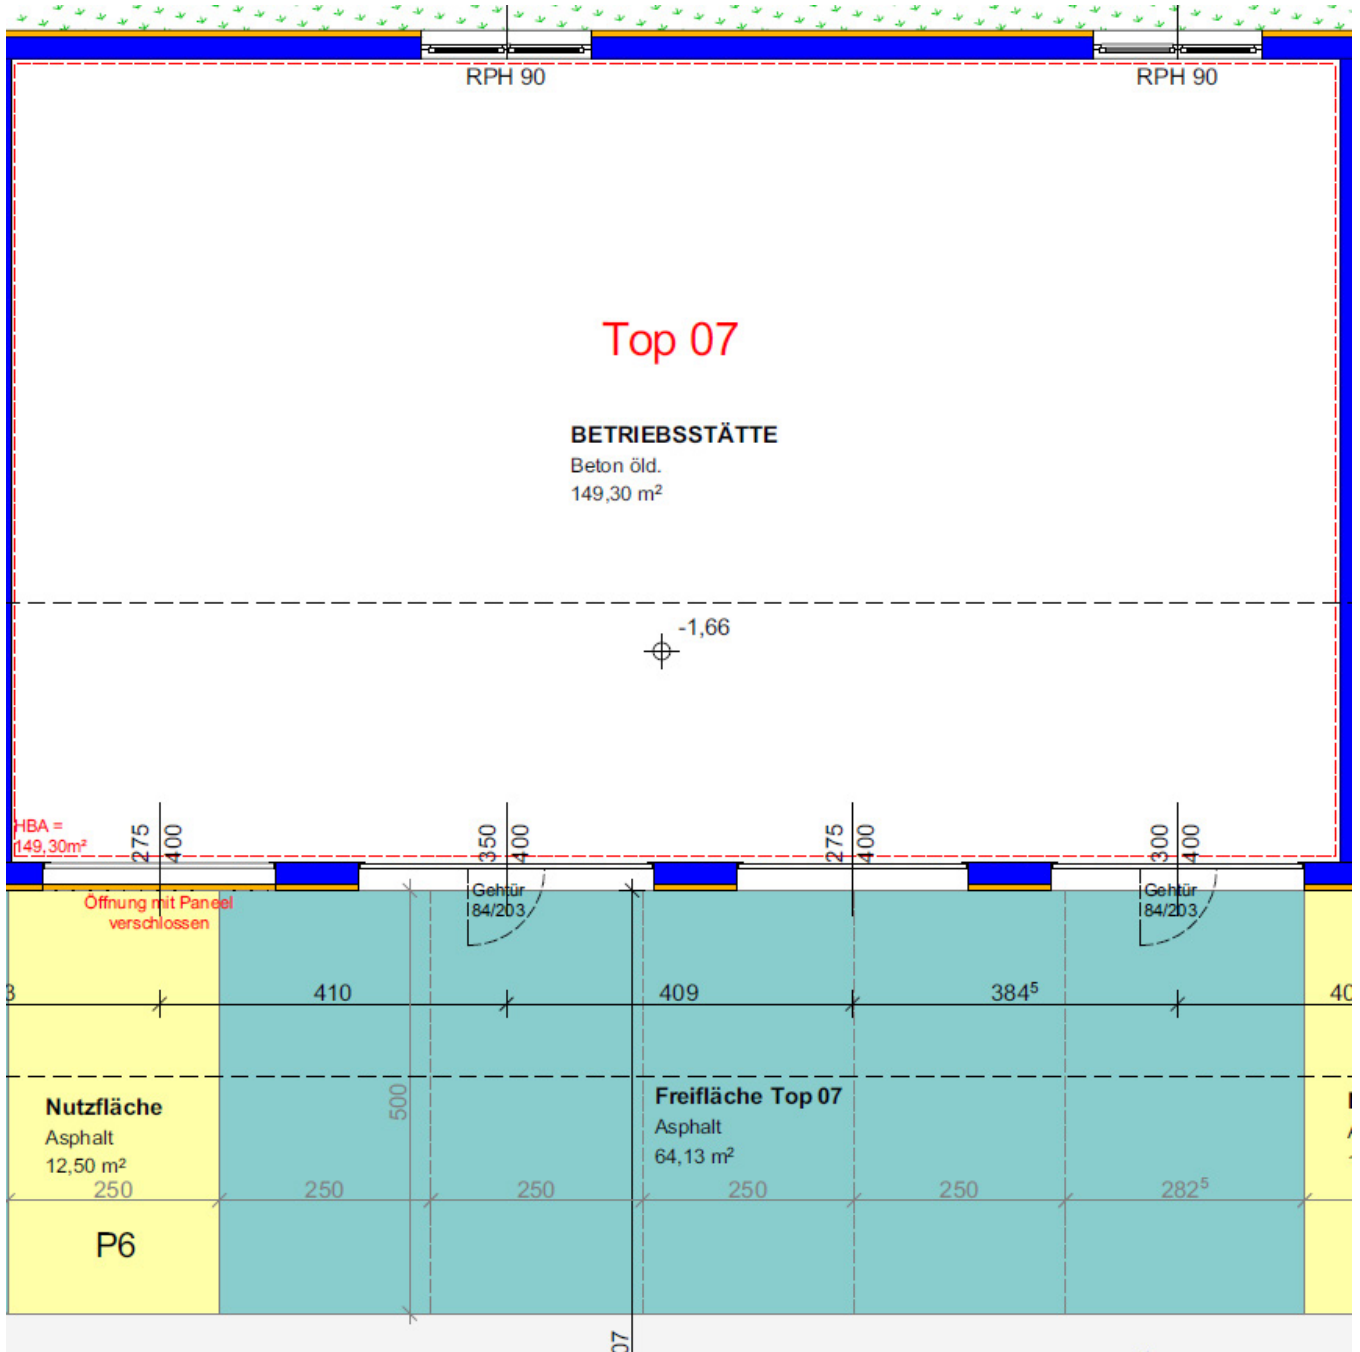 RPH 90
RPH 90
Top 07
BETRIEBSSTÄTTE
Beton öld.
149,30 m²
-1,66
HBA =
149,30m²
275
400
350
400
275
400
300
400
Öffnung mit Paneel
verschlossen
Gehtür
84/203
Gehtür
84/203
410
409
384⁵
500
Nutzfläche
Asphalt
12,50 m²
Freifläche Top 07
Asphalt
64,13 m²
250
250
250
250
250
282⁵
P6